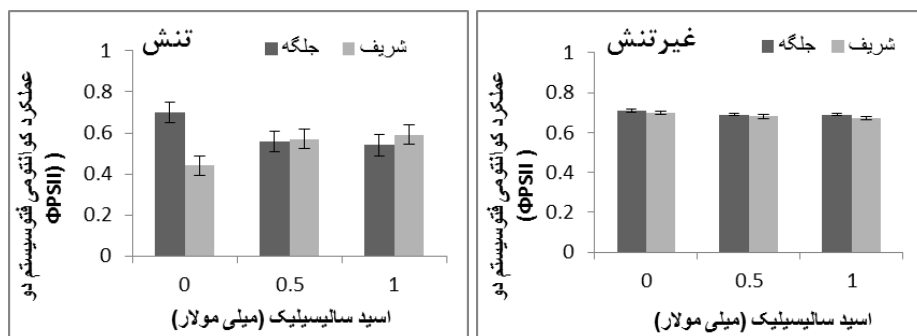 تنش
جلگه
شریف
1
0.8
0.6
0.4
0.2
0
0
0.5
1
عملکرد کوانتومی فتوسیستم دو
(ΦPSII)
اسید سالیسیلیک (میلی مولار)
غیرتنش
جلگه
شریف
1
0.8
0.6
0.4
0.2
0
0
0.5
1
عملکرد کوانتومی فتوسیستم دو
(ΦPSII)
اسید سالیسیلیک (میلی مولار)